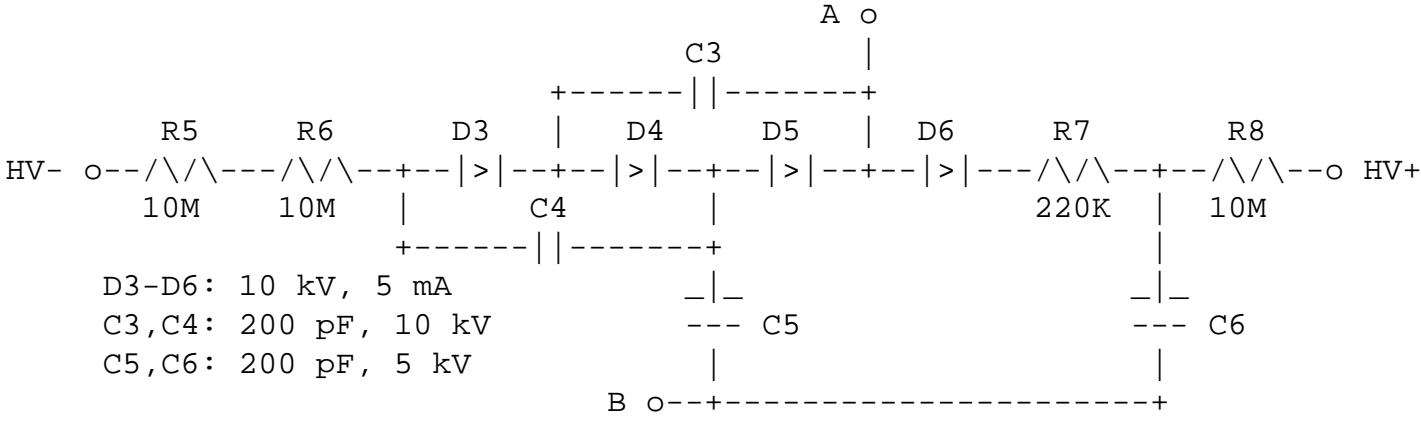 A o
                                     C3         |
                             +------||-------+
         R5      R6      D3  |   D4      D5  |  D6      R7        R8
HV- o--/\/\---/\/\--+--|>|--+--|>|--+--|>|--+--|>|---/\/\--+--/\/\--o HV+
        10M     10M  |      C4       |                 220K  |  10M
                     +------||-------+                       |
     D3-D6: 10 kV, 5 mA             _|_                     _|_
     C3,C4: 200 pF, 10 kV           --- C5                  --- C6
     C5,C6: 200 pF, 5 kV             |                       |
                               B o--+-----------------------+